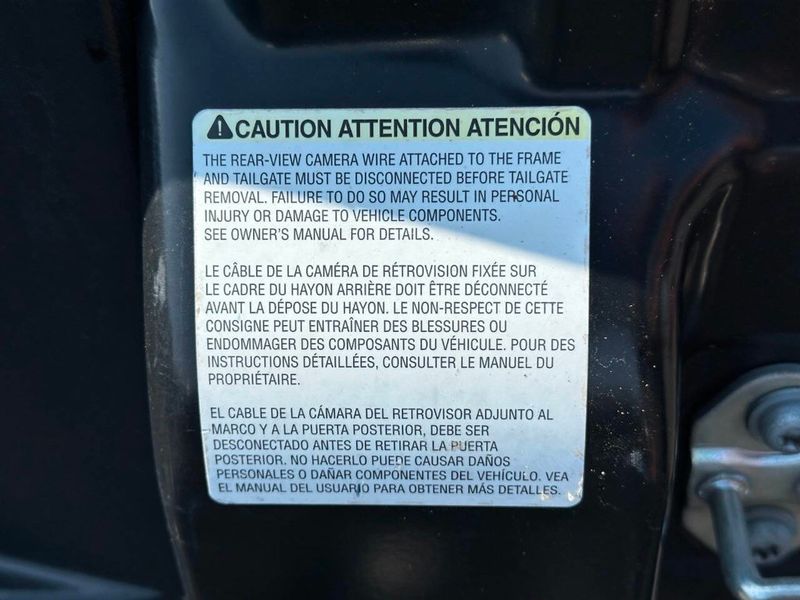 CAUTION ATTENTION ATENCIÓN
THE REAR-VIEW CAMERA WIRE ATTACHED TO THE FRAME
AND TAILGATE MUST BE DISCONNECTED BEFORE TAILGATE
REMOVAL. FAILURE TO DO SO MAY RESULT IN PERSONAL
INJURY OR DAMAGE TO VEHICLE COMPONENTS.
SEE OWNER'S MANUAL FOR DETAILS.
LE CÂBLE DE LA CAMÉRA DE RÉTROVISION FIXÉE SUR
LE CADRE DU HAYON ARRIÈRE DOIT ÊTRE DÉCONNECTÉ
AVANT LA DÉPOSE DU HAYON. LE NON-RESPECT DE CETTE
CONSIGNE PEUT ENTRAÎNER DES BLESSURES OU
ENDOMMAGER DES COMPOSANTS DU VÉHICULE. POUR DES
INSTRUCTIONS DÉTAILLÉES, CONSULTER LE MANUEL DU
PROPRIÉTAIRE.
EL CABLE DE LA CÁMARA DEL RETROVISOR ADJUNTO AL
MARCO Y A LA PUERTA POSTERIOR, DEBE SER
DESCONECTADO ANTES DE RETIRAR LA PUERTA
POSTERIOR. NO HACERLO PUEDE CAUSAR DAÑOS
PERSONALES O DAÑAR COMPONENTES DEL VEHÍCULO. VEA
EL MANUAL DEL USUARIO PARA OBTENER MÁS DETALLES.